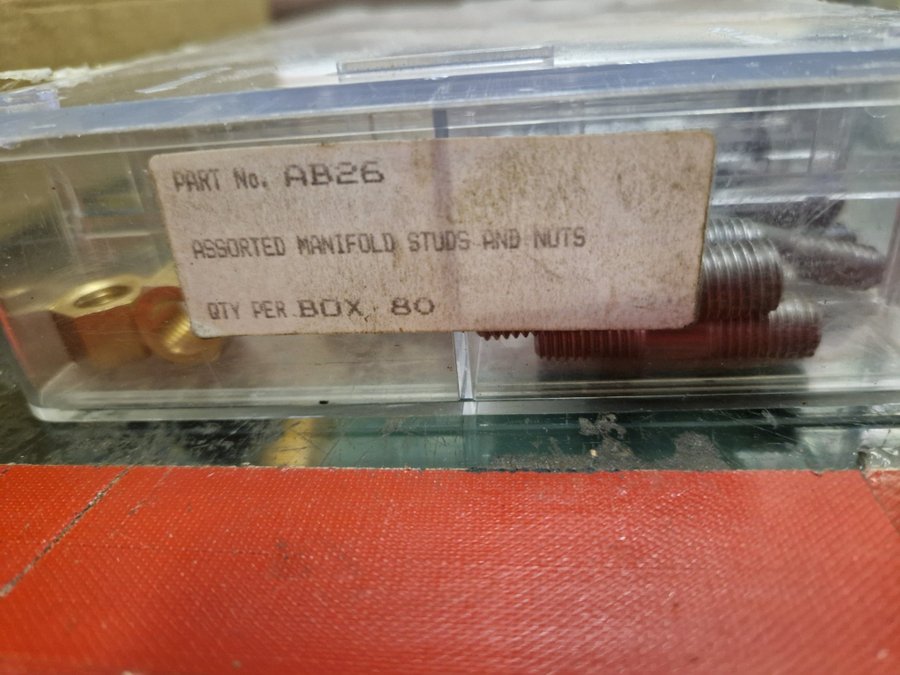 PART No. AB26
ASSORTED MANIFOLD STUDS AND NUTS
QTY PER BOX 80